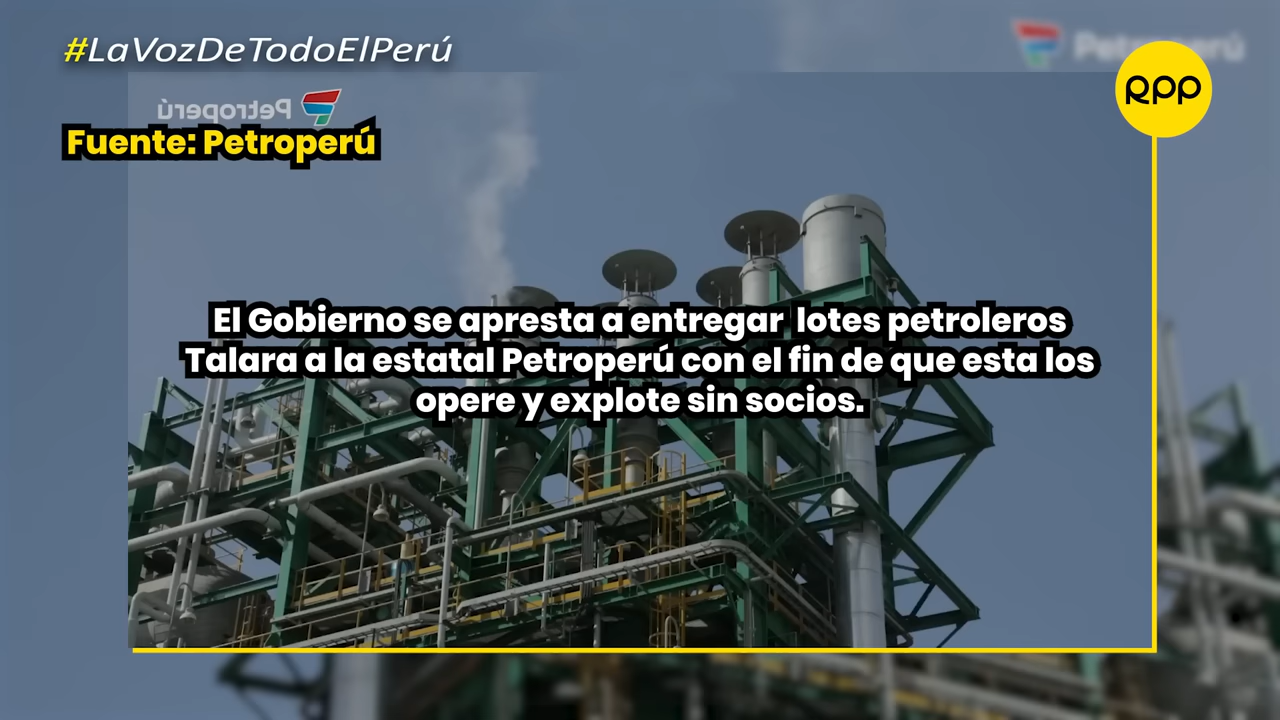 #LaVozDeTodoElPerú
Petroperú
rpp
Petroperú
Fuente: Petroperú
El Gobierno se apresta a entregar lotes petroleros
Talara a la estatal Petroperú con el fin de que esta los
opere y explote sin socios.